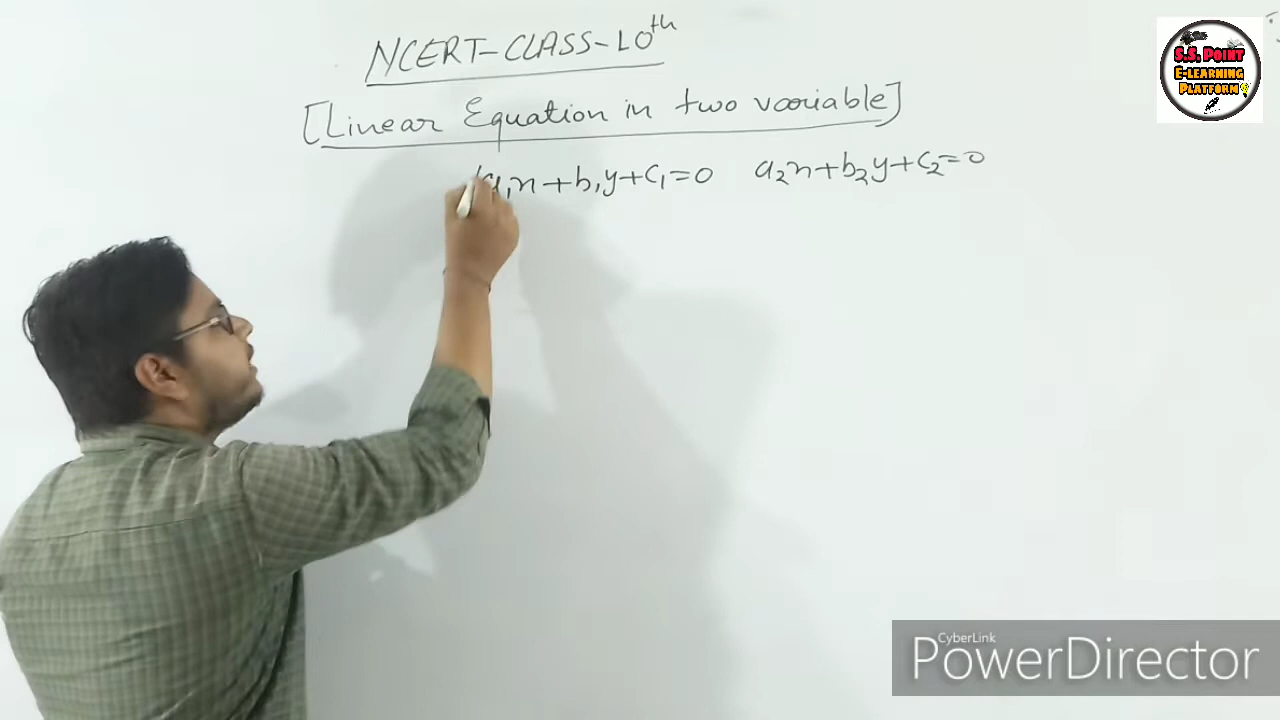 NCERT-CLASS-10th
[Linear Equation in two variable]
a₁x+b₁y+c₁=0 a₂x+b₂y+c₂=0
S.S. POINT
E-LEARNING
PLATFORM
CyberLink
PowerDirector